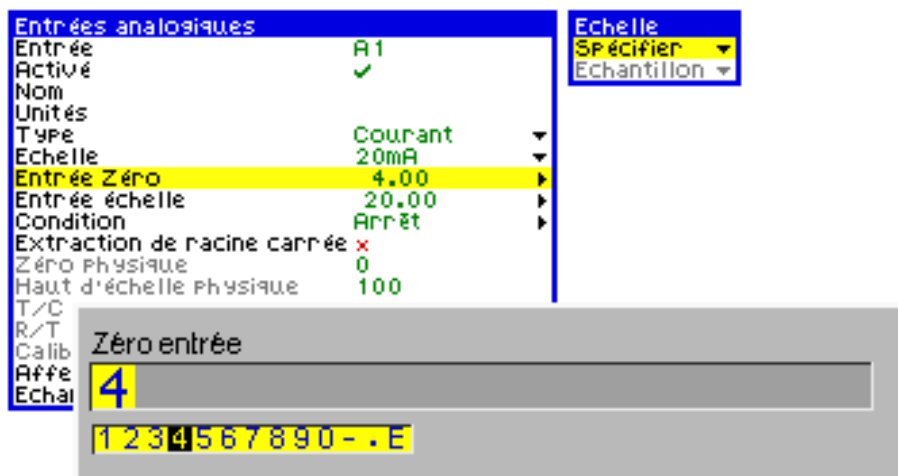 Entrées analogiques
Entrée A1
Activé ✓
Nom
Unités
Type Courant
Echelle 20mA
Entrée Zéro 4.00
Entrée échelle 20.00
Condition Arrêt
Extraction de racine carrée x
Zéro physique 0
Haut d'échelle physique 100
T/C
R/T
Calib
Affe
Echan
Echelle
Spécifier
Echantillon
Zéro entrée
4
1234567890-.E